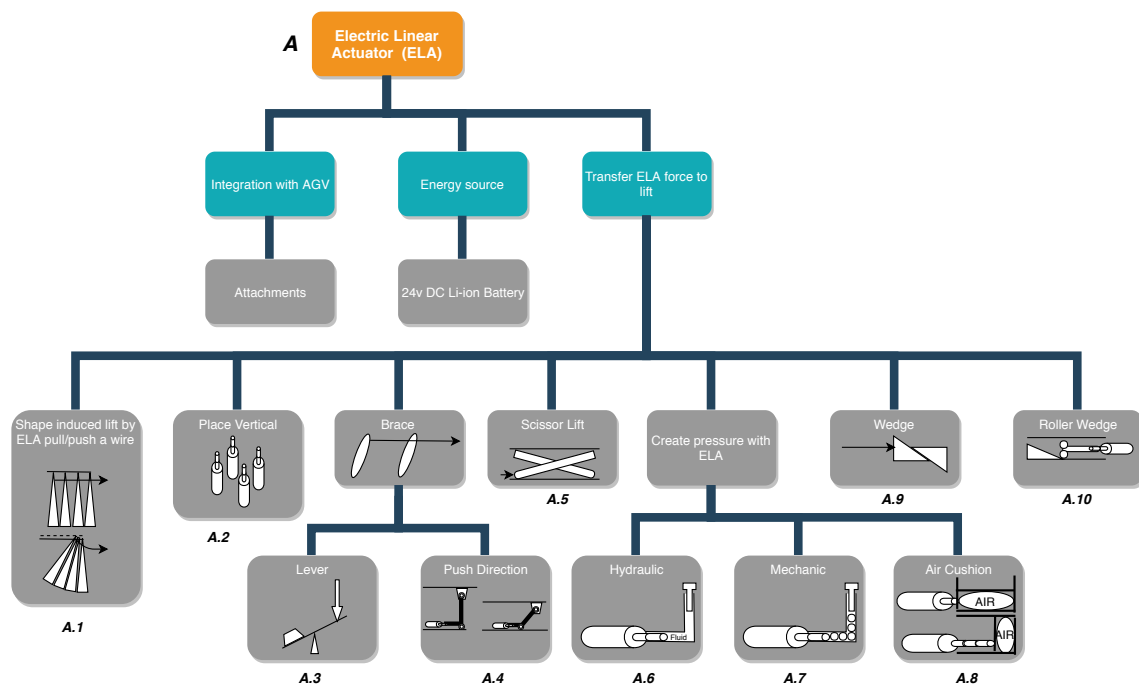 A
Electric Linear
Actuator (ELA)
Integration with AGV
Energy source
Transfer ELA force to
lift
Attachments
24v DC Li-ion Battery
Shape induced lift by
ELA pull/push a wire
A.1
Place Vertical
A.2
Brace
Scissor Lift
A.5
Create pressure with
ELA
Wedge
A.9
Roller Wedge
A.10
Lever
A.3
Push Direction
A.4
Hydraulic
Fluid
A.6
Mechanic
A.7
Air Cushion
AIR
AIR
A.8